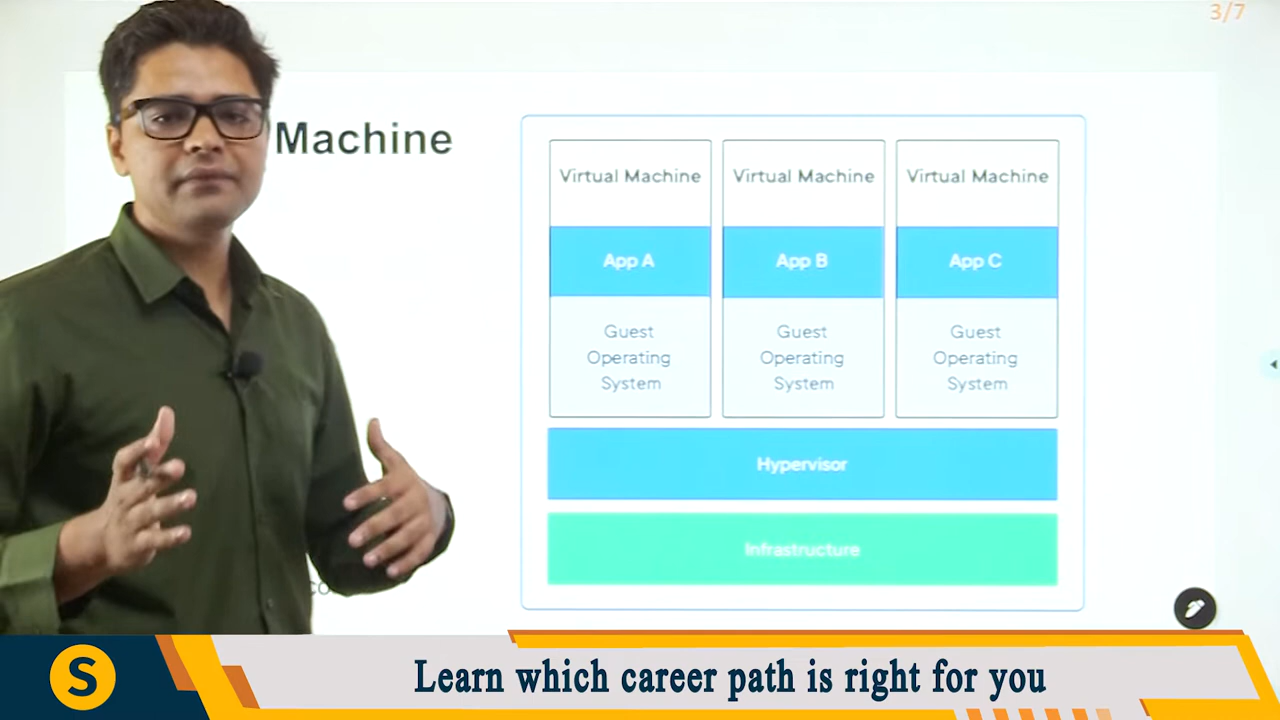 3/7
Machine
Virtual Machine
App A
Guest
Operating
System
Virtual Machine
App B
Guest
Operating
System
Virtual Machine
App C
Guest
Operating
System
Hypervisor
Infrastructure
S
Learn which career path is right for you